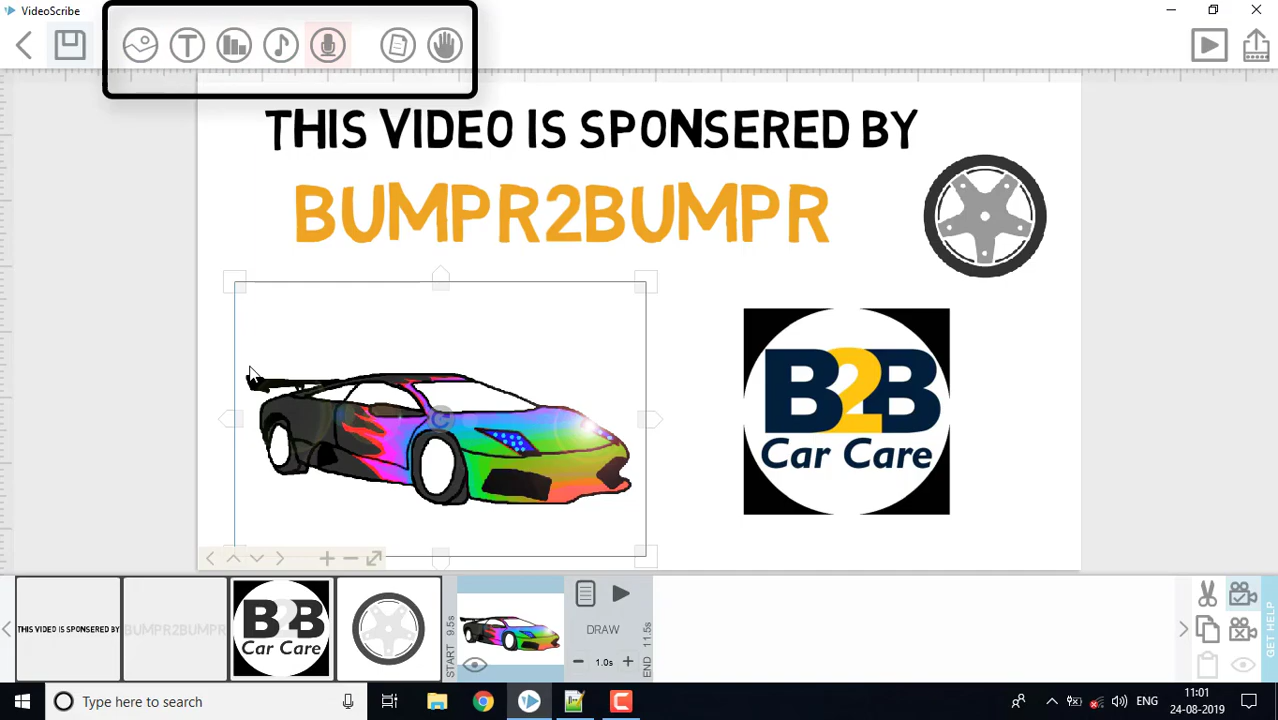 VideoScribe
THIS VIDEO IS SPONSERED BY
BUMPR2BUMPR
B2B
Car Care
THIS VIDEO IS SPONSERED BY
BUMPR2BUMPR
B2B
Car Care
START 9.5s
DRAW
1.0s
END 11.5s
GET HELP
Type here to search
ENG
11:01
24-08-2019